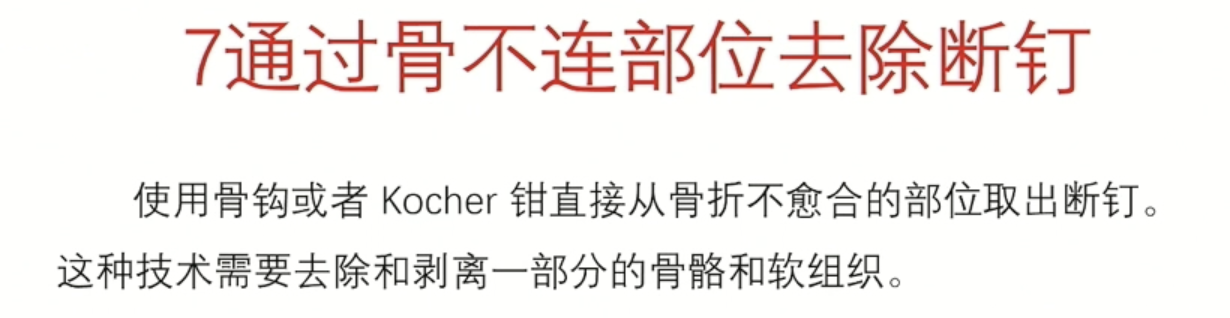 7通过骨不连部位去除断钉
使用骨钩或者 Kocher 钳直接从骨折不愈合的部位取出断钉。
这种技术需要去除和剥离一部分的骨骼和软组织。